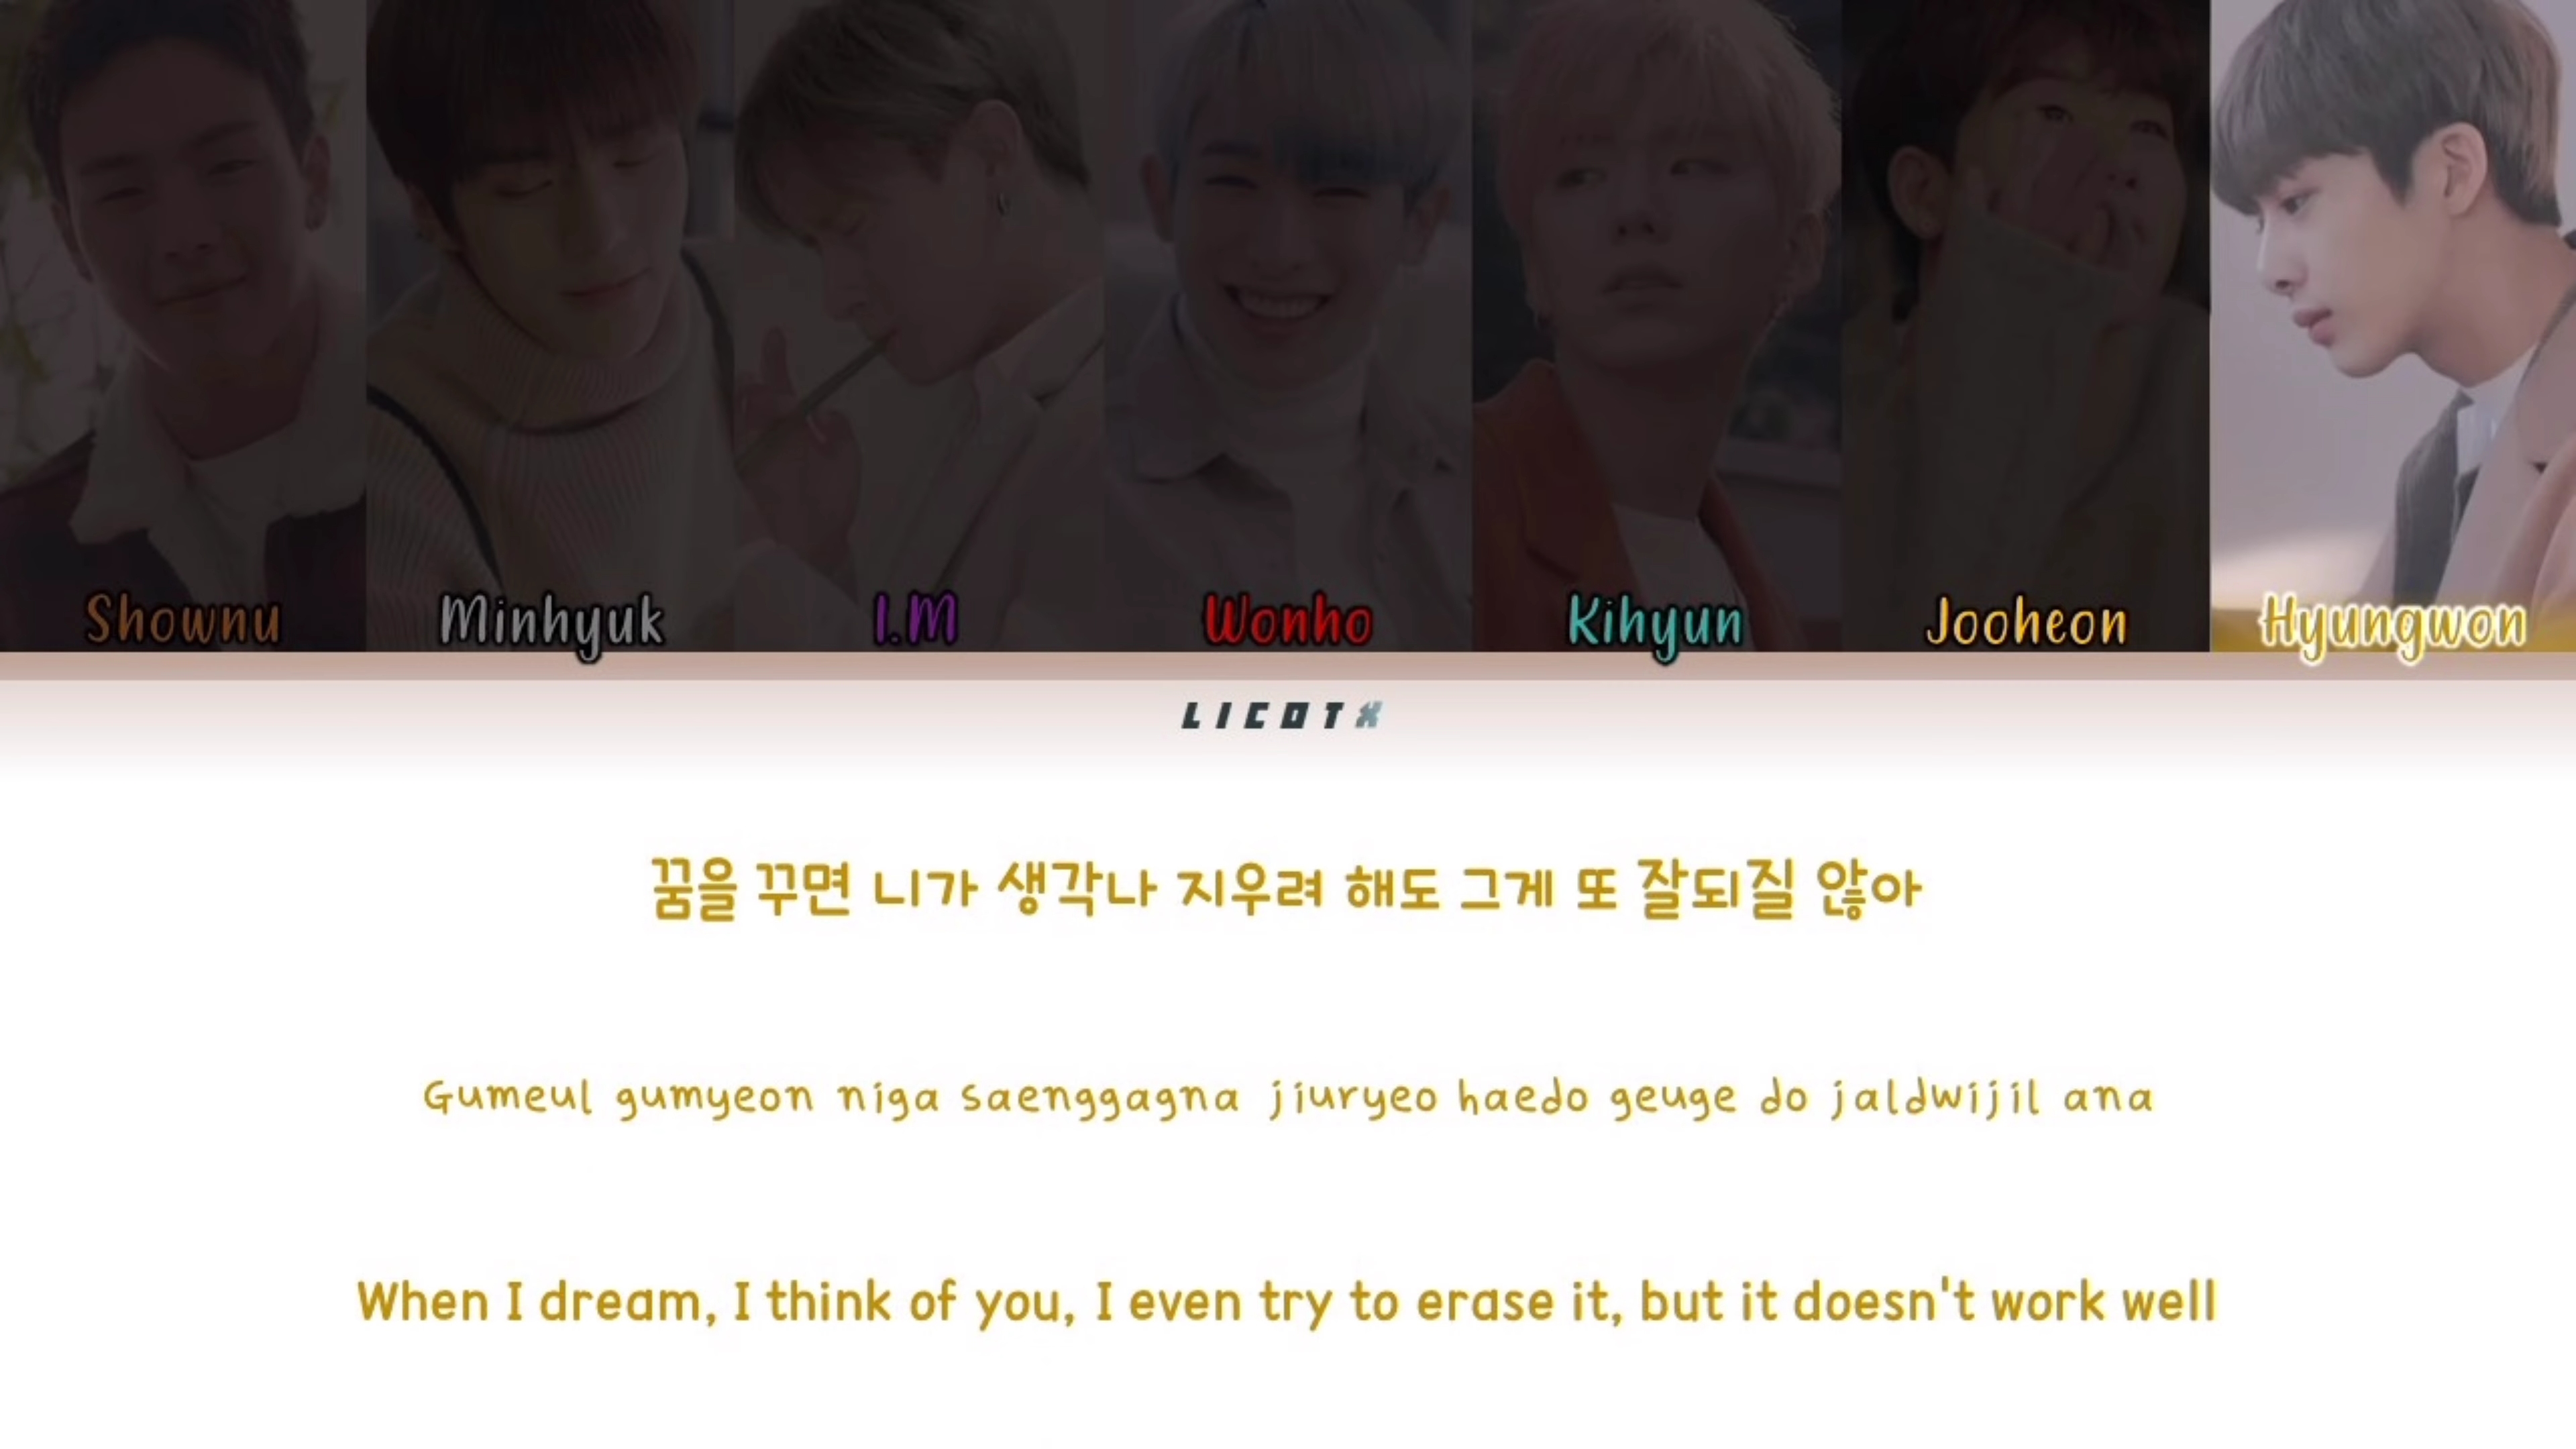 Shownu Minhyuk I.M Wonho Kihyun Jooheon Hyungwon
LICOTX
꿈을 꾸면 니가 생각나 지우려 해도 그게 또 잘되질 않아
Gumeul gumyeon niga saenggagna jiuryeo haedo geuge do jaldwijil ana
When I dream, I think of you, I even try to erase it, but it doesn't work well